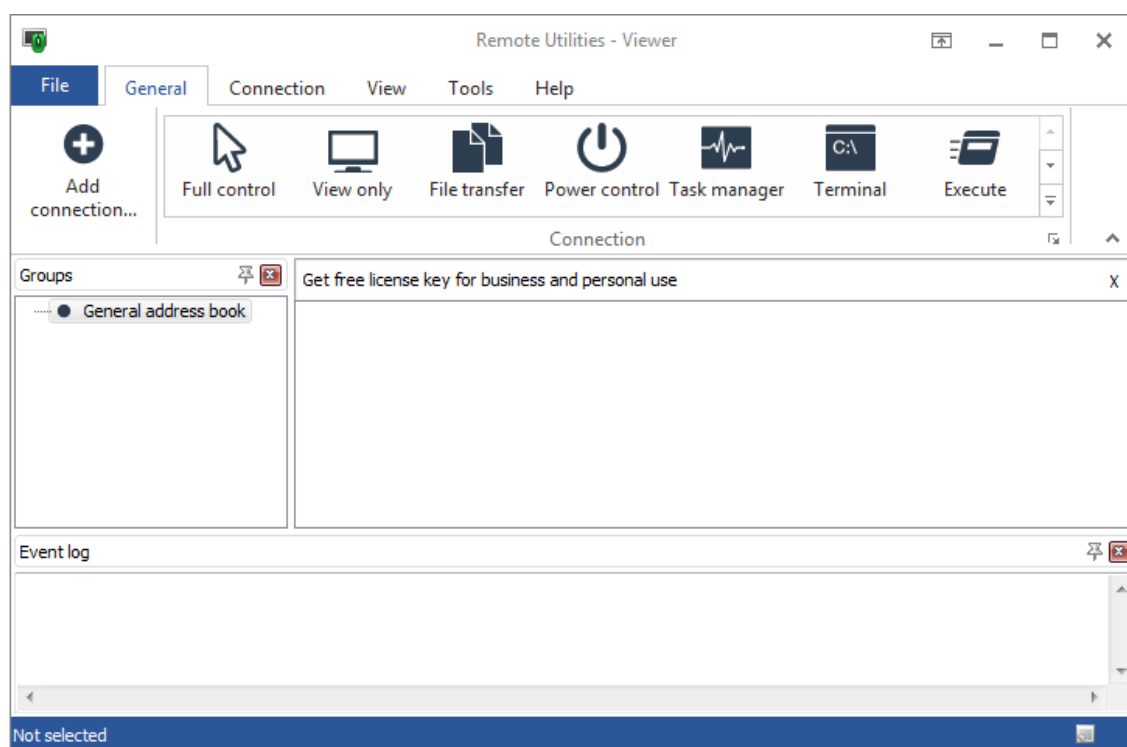 Remote Utilities - Viewer
File General Connection View Tools Help
Add connection...
Full control View only File transfer Power control Task manager C:\ Terminal Execute
Connection
Groups
Get free license key for business and personal use X
General address book
Event log
Not selected